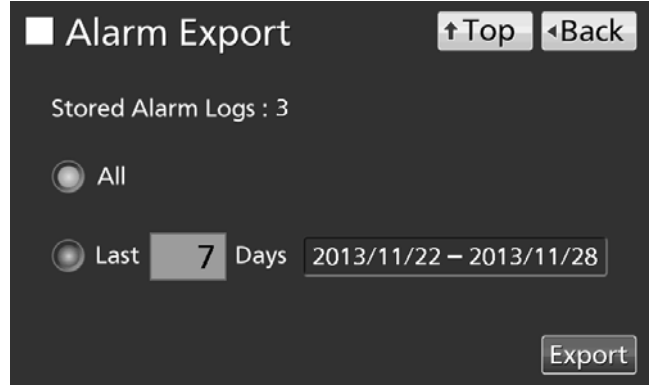 Alarm Export ↑Top ◂Back
Stored Alarm Logs : 3
All
Last 7 Days 2013/11/22 – 2013/11/28
Export